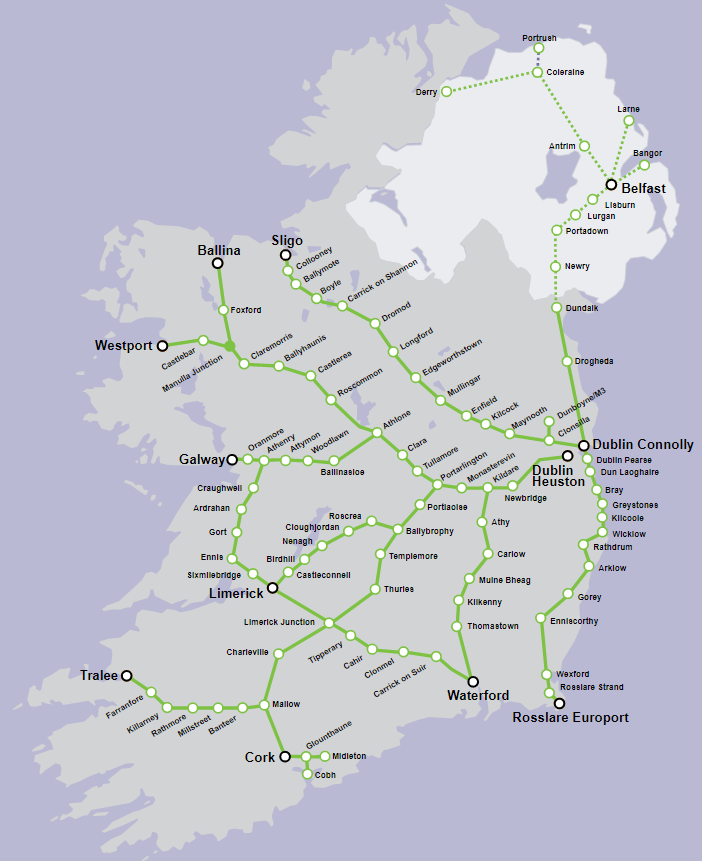 Portrush
Coleraine
Derry
Larne
Antrim
Bangor
Belfast
Lisburn
Lurgan
Portadown
Newry
Dundalk
Sligo
Collooney
Ballymote
Boyle
Carrick on Shannon
Dromod
Longford
Edgeworthstown
Mullingar
Enfield
Kilcock
Maynooth
Dunboyne/M3
Clonsilla
Drogheda
Dublin Connolly
Ballina
Foxford
Westport
Castlebar
Manulla Junction
Claremorris
Ballyhaunis
Castlerea
Roscommon
Athlone
Clara
Tullamore
Portarlington
Monasterevin
Kildare
Newbridge
Dublin
Heuston
Galway
Oranmore
Athenry
Attymon
Woodlawn
Ballinasloe
Craughwell
Ardrahan
Gort
Ennis
Sixmilebridge
Limerick
Dublin Pearse
Dun Laoghaire
Bray
Greystones
Kilcoole
Wicklow
Rathdrum
Arklow
Gorey
Enniscorthy
Wexford
Rosslare Strand
Rosslare Europort
Portlaoise
Ballybrophy
Roscrea
Cloughjordan
Nenagh
Birdhill
Castleconnell
Templemore
Thurles
Athy
Carlow
Muine Bheag
Kilkenny
Thomastown
Waterford
Limerick Junction
Tipperary
Cahir
Clonmel
Carrick on Suir
Charleville
Mallow
Tralee
Farranfore
Killarney
Rathmore
Millstreet
Banteer
Cork
Glounthaune
Midleton
Cobh